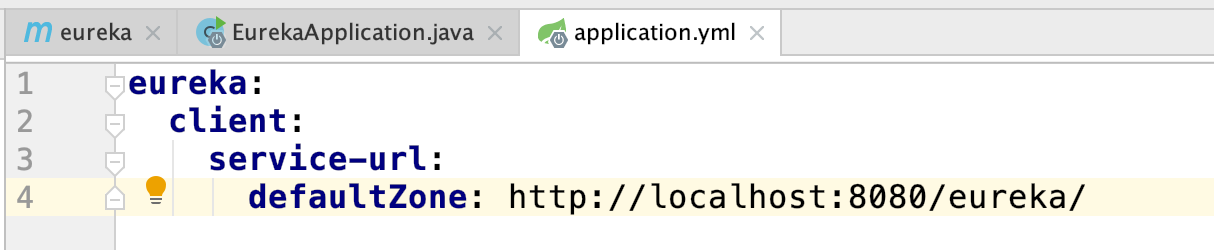 m eureka EurekaApplication.java application.yml
1 eureka:
2 client:
3 service-url:
4 defaultZone: http://localhost:8080/eureka/